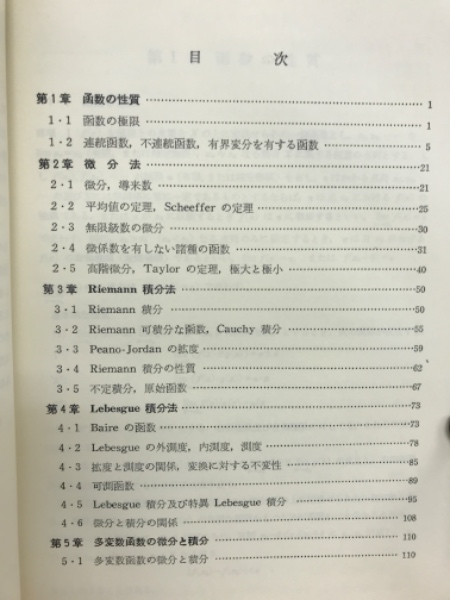 目 次
第1章 函数の性質 1
1・1 函数の極限 1
1・2 連続函数，不連続函数，有界変分を有する函数 5
第2章 微分法 21
2・1 微分，導来数 21
2・2 平均値の定理，Scheeffer の定理 25
2・3 無限級数の微分 30
2・4 微係数を有しない諸種の函数 31
2・5 高階微分，Taylor の定理，極大と極小 40
第3章 Riemann 積分法 50
3・1 Riemann 積分 50
3・2 Riemann 可積分な函数，Cauchy 積分 55
3・3 Peano-Jordan の拡度 59
3・4 Riemann 積分の性質 62
3・5 不定積分，原始函数 67
第4章 Lebesgue 積分法 73
4・1 Baire の函数 73
4・2 Lebesgue の外測度，内測度，測度 78
4・3 拡度と測度の関係，変換に対する不変性 85
4・4 可測函数 89
4・5 Lebesgue 積分及び特異 Lebesgue 積分 95
4・6 微分と積分の関係 108
第5章 多変数函数の微分と積分 110
5・1 多変数函数の微分と積分 110